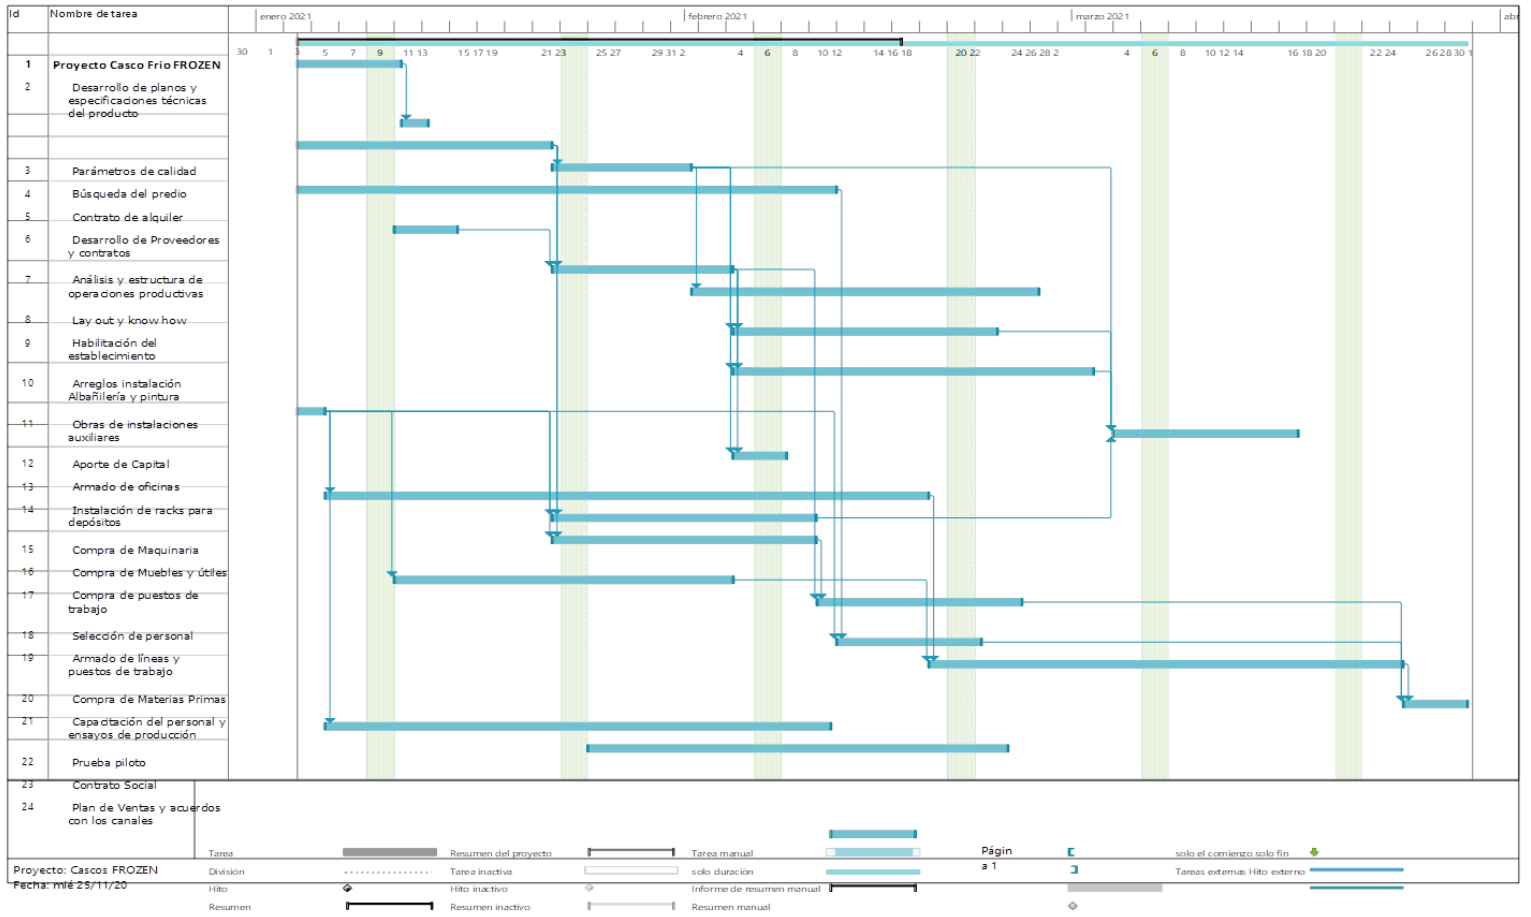 Id Nombre de tarea enero 2021 febrero 2021 marzo 2021 abr
30 1 3 5 7 9 11 13 15 17 19 21 23 25 27 29 31 2 4 6 8 10 12 14 16 18 20 22 24 26 28 2 4 6 8 10 12 14 16 18 20 22 24 26 28 30 1
1 Proyecto Casco Frio FROZEN
2 Desarrollo de planos y
especificaciones técnicas
del producto
3 Parámetros de calidad
4 Búsqueda del predio
5 Contrato de alquiler
6 Desarrollo de Proveedores
y contratos
7 Análisis y estructura de
operaciones productivas
8 Lay out y know how
9 Habilitación del
establecimiento
10 Arreglos instalación
Albañilería y pintura
11 Obras de instalaciones
auxiliares
12 Aporte de Capital
13 Armado de oficinas
14 Instalación de racks para
depósitos
15 Compra de Maquinaria
16 Compra de Muebles y útiles
17 Compra de puestos de
trabajo
18 Selección de personal
19 Armado de líneas y
puestos de trabajo
20 Compra de Materias Primas
21 Capacitación del personal y
ensayos de producción
22 Prueba piloto
23 Contrato Social
24 Plan de Ventas y acuerdos
con los canales
Proyecto: Cascos FROZEN
Fecha: mié 25/11/20
Tarea Resumen del proyecto Tarea manual solo el comienzo solo fin
División Tarea inactiva solo duración Tareas externas Hito externo
Hito Hito inactivo Informe de resumen manual
Resumen Resumen inactivo Resumen manual
Págin
a 1